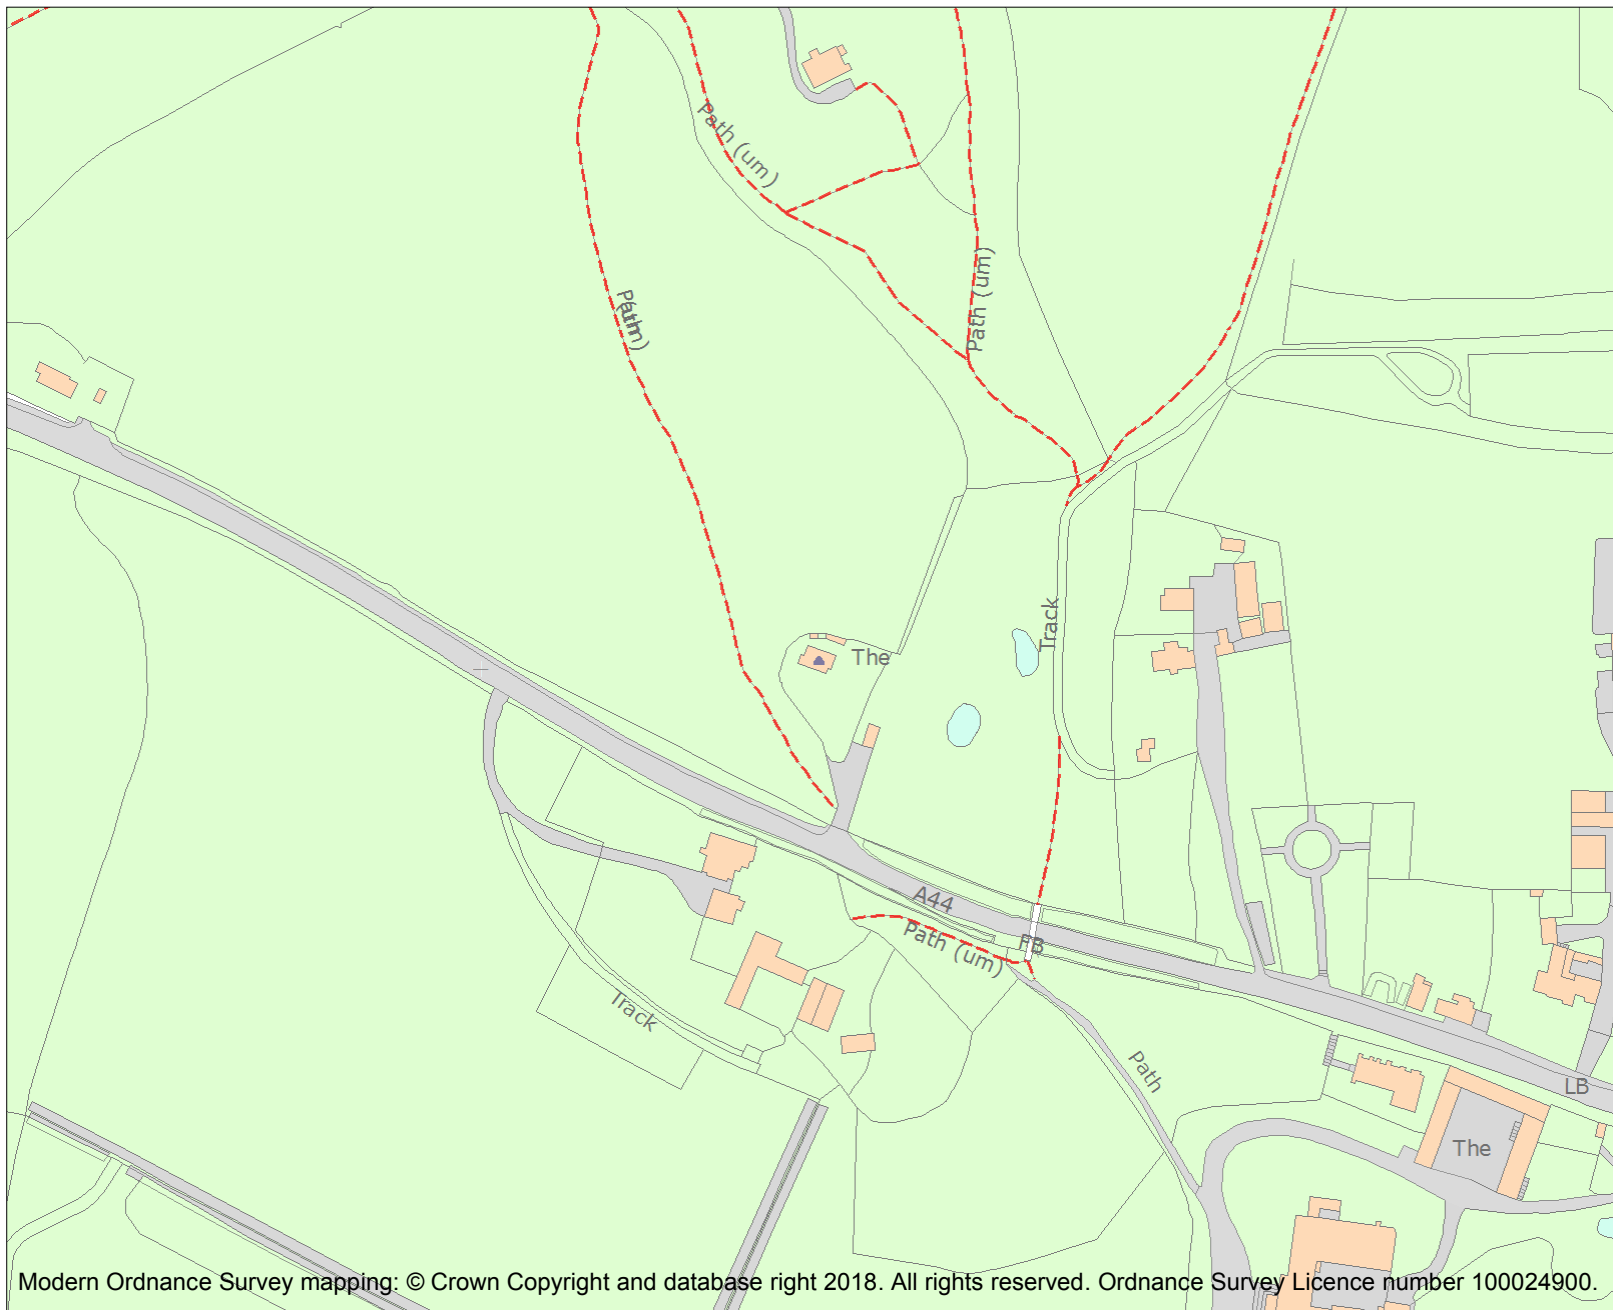 Path (um)
Path (um)
Path
(um)
Track
The
A44
FB
Path (um)
Track
Path
LB
The
Modern Ordnance Survey mapping: © Crown Copyright and database right 2018. All rights reserved. Ordnance Survey Licence number 100024900.